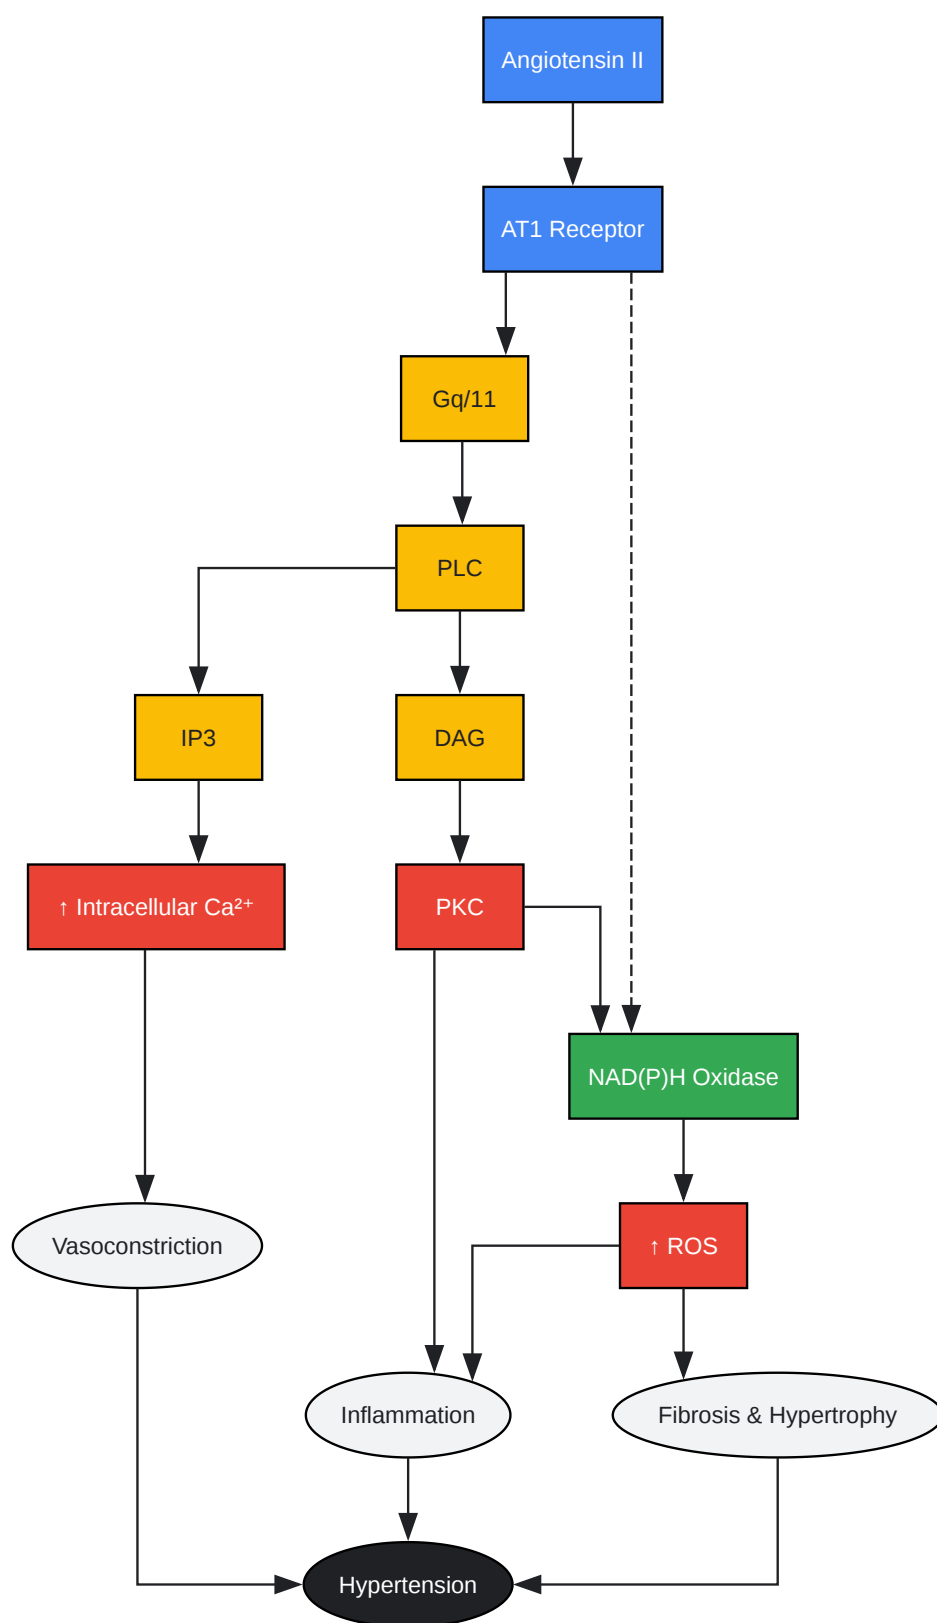 Angiotensin II
AT1 Receptor
Gq/11
PLC
IP3
DAG
↑ Intracellular Ca²⁺
PKC
NAD(P)H Oxidase
Vasoconstriction
↑ ROS
Inflammation
Fibrosis & Hypertrophy
Hypertension